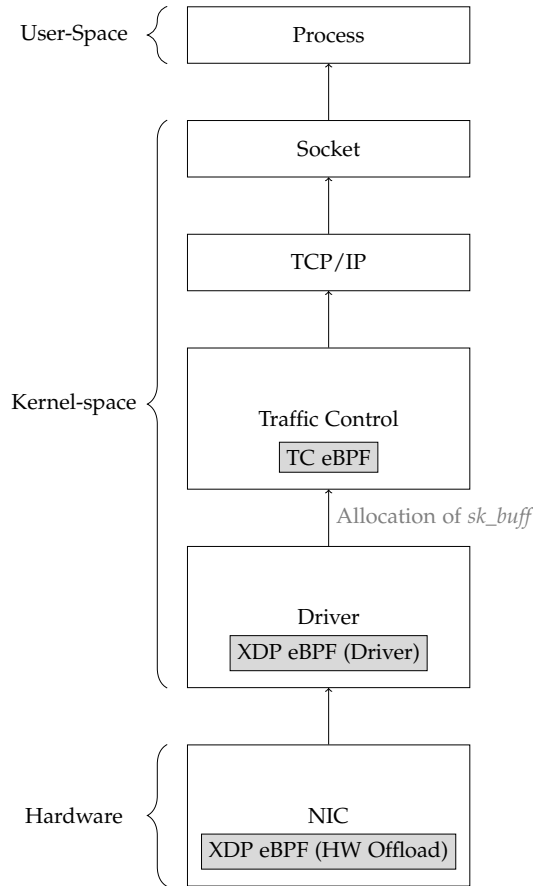 User-Space
Process
Socket
TCP/IP
Kernel-space
Traffic Control
TC eBPF
Allocation of sk_buff
Driver
XDP eBPF (Driver)
Hardware
NIC
XDP eBPF (HW Offload)